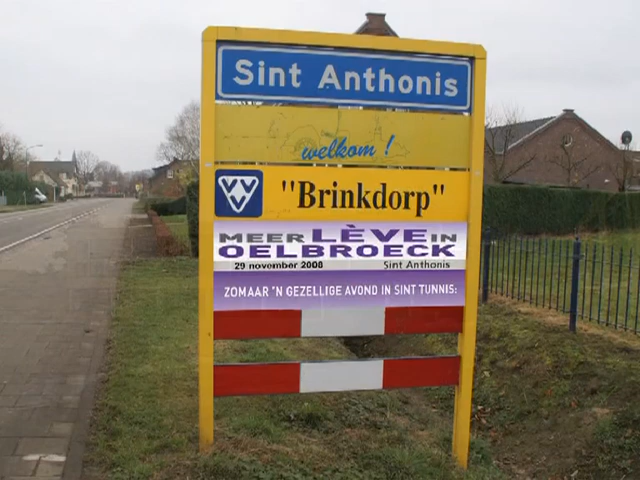 Sint Anthonis
welkom !
VVV
"Brinkdorp"
MEER LÈVE IN
OELBROECK
29 november 2008 Sint Anthonis
ZOMAAR 'N GEZELLIGE AVOND IN SINT TUNNIS: